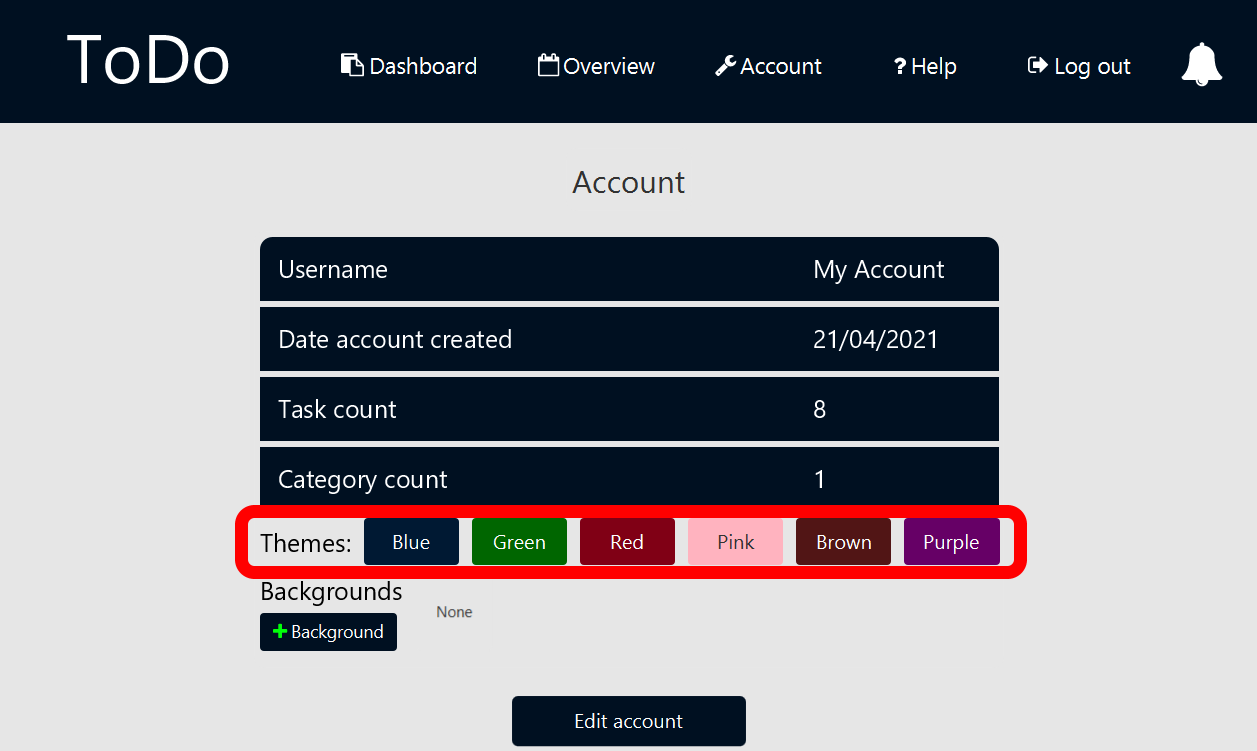 ToDo Dashboard Overview Account ? Help Log out
Account
Username My Account
Date account created 21/04/2021
Task count 8
Category count 1
Themes: Blue Green Red Pink Brown Purple
Backgrounds
None
+ Background
Edit account